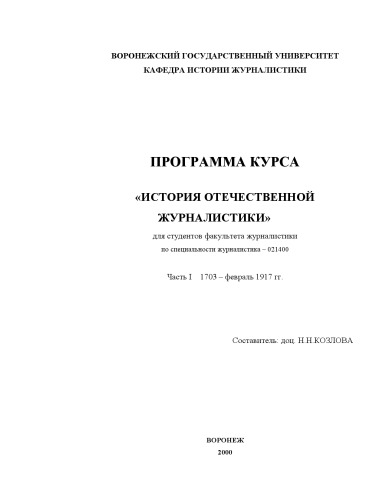 ВОРОНЕЖСКИЙ ГОСУДАРСТВЕННЫЙ УНИВЕРСИТЕТ
КАФЕДРА ИСТОРИИ ЖУРНАЛИСТИКИ
ПРОГРАММА КУРСА
«ИСТОРИЯ ОТЕЧЕСТВЕННОЙ
ЖУРНАЛИСТИКИ»
для студентов факультета журналистики
по специальности журналистика – 021400
Часть I 1703 – февраль 1917 гг.
Составитель: доц. Н.Н.КОЗЛОВА
ВОРОНЕЖ
2000